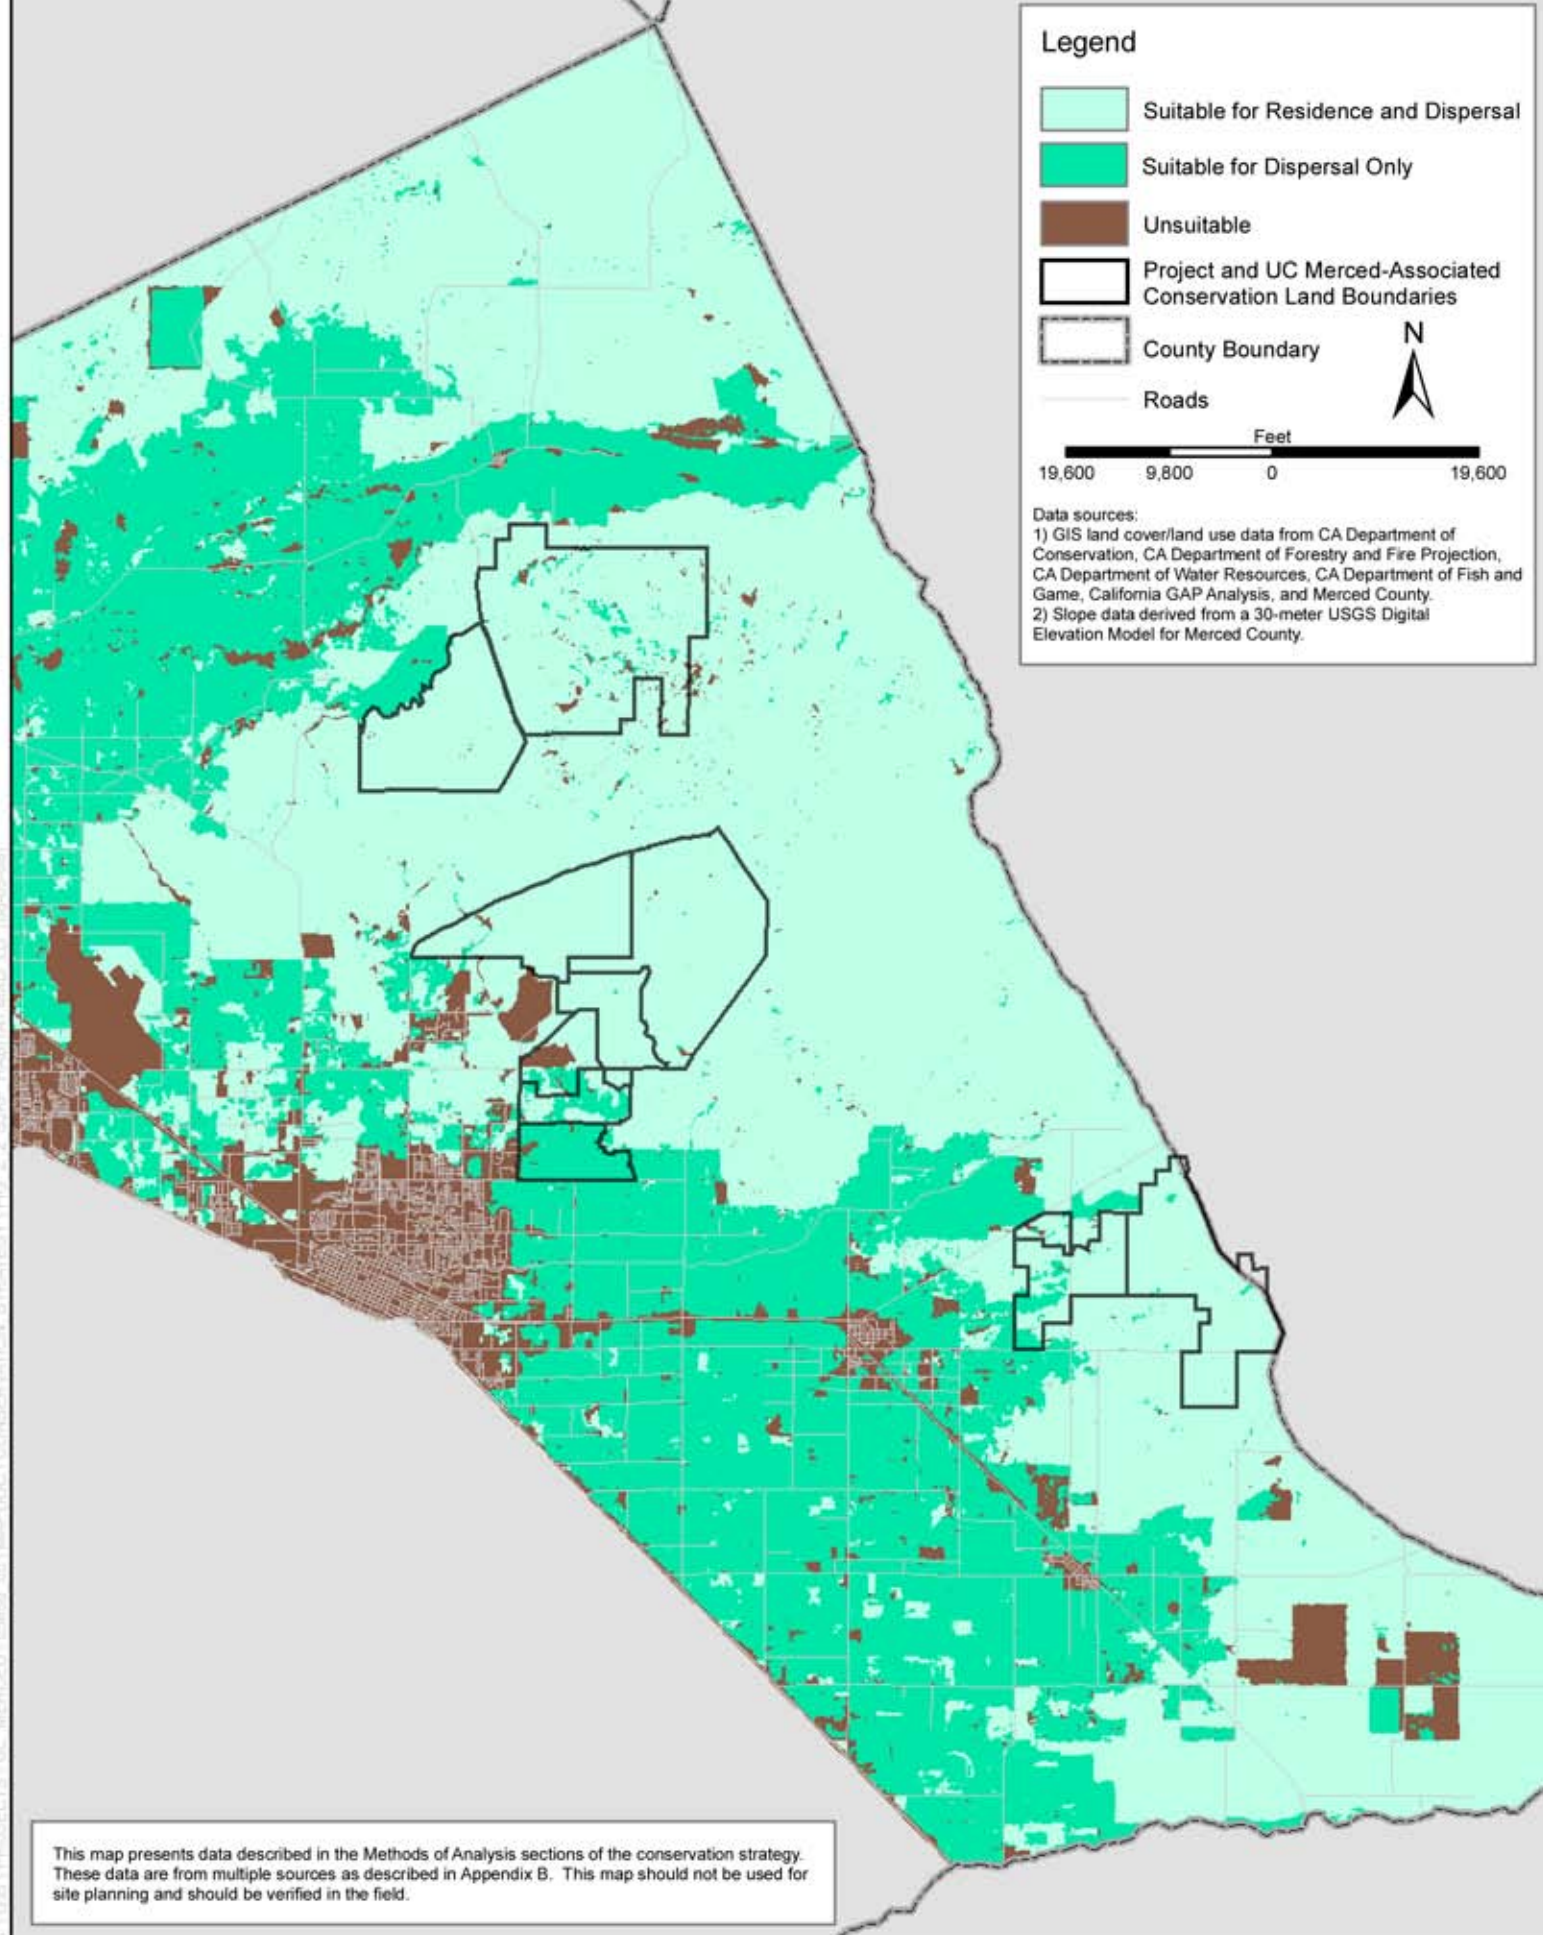 Legend
Suitable for Residence and Dispersal
Suitable for Dispersal Only
Unsuitable
Project and UC Merced-Associated
Conservation Land Boundaries
County Boundary
N
Roads
Feet
19,600 9,800 0 19,600
Data sources:
1) GIS land cover/land use data from CA Department of
Conservation, CA Department of Forestry and Fire Projection,
CA Department of Water Resources, CA Department of Fish and
Game, California GAP Analysis, and Merced County.
2) Slope data derived from a 30-meter USGS Digital
Elevation Model for Merced County.
This map presents data described in the Methods of Analysis sections of the conservation strategy.
These data are from multiple sources as described in Appendix B. This map should not be used for
site planning and should be verified in the field.